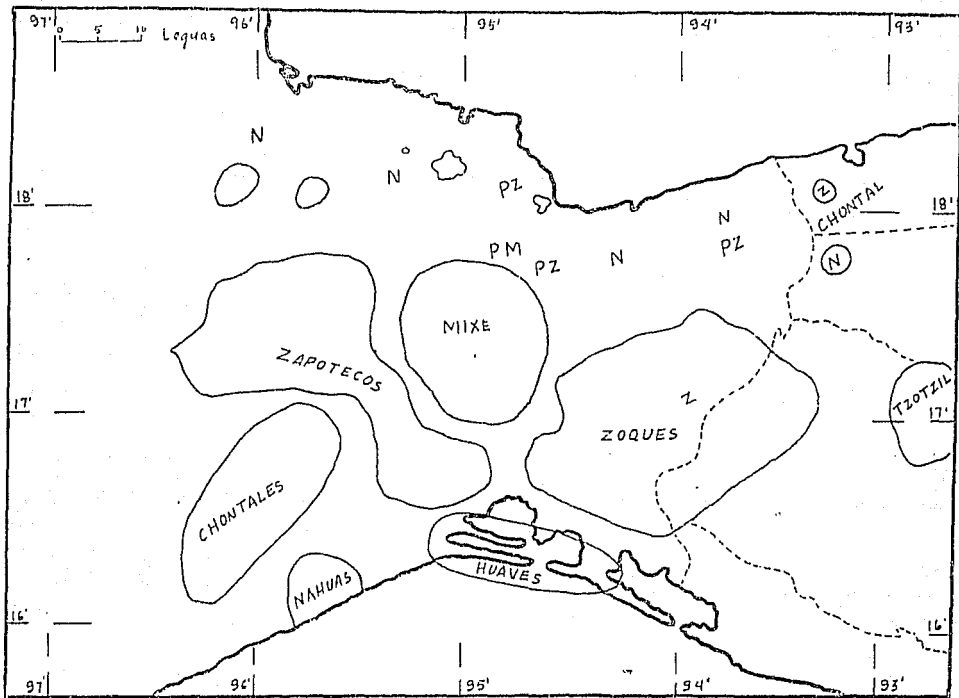 97' 96' 95' 94' 93'
0 5 10 Leguas
N
N
PZ
Z
CHONTAL
18' 18'
N
PZ
PM
PZ
N
N
MIXE
ZAPOTECOS
TZOTZIL
Z
17' 17'
ZOQUES
CHONTALES
HUAVES
NAHUAS
16' 16'
97' 96' 95' 94' 93'